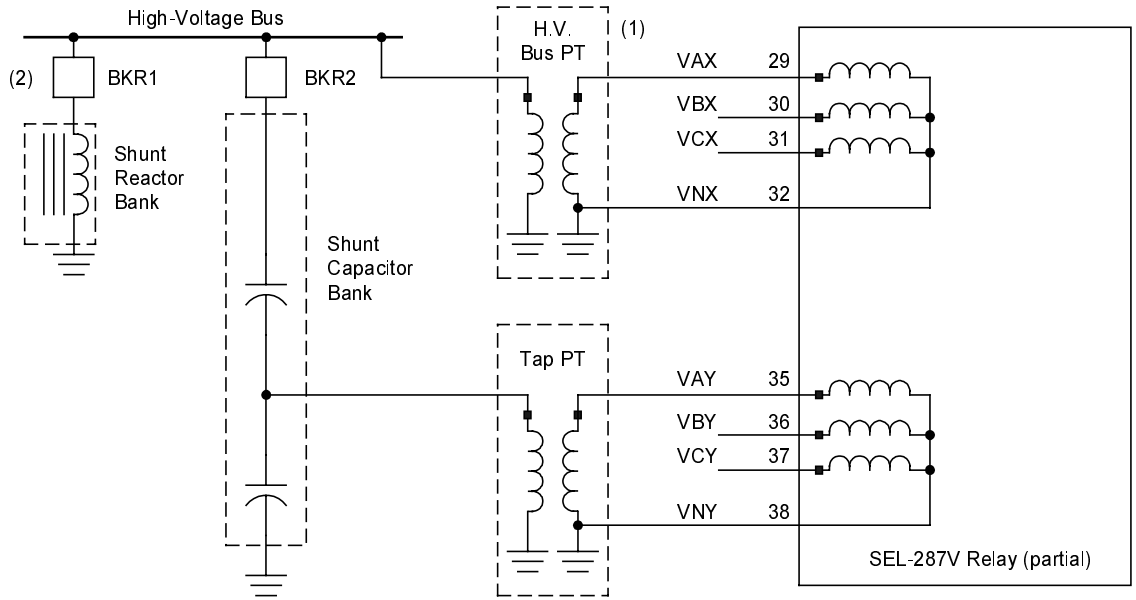 High-Voltage Bus
(2)
BKR1
BKR2
Shunt
Reactor
Bank
Shunt
Capacitor
Bank
H.V.
Bus PT
(1)
VAX 29
VBX 30
VCX 31
VNX 32
Tap PT
VAY 35
VBY 36
VCY 37
VNY 38
SEL-287V Relay (partial)